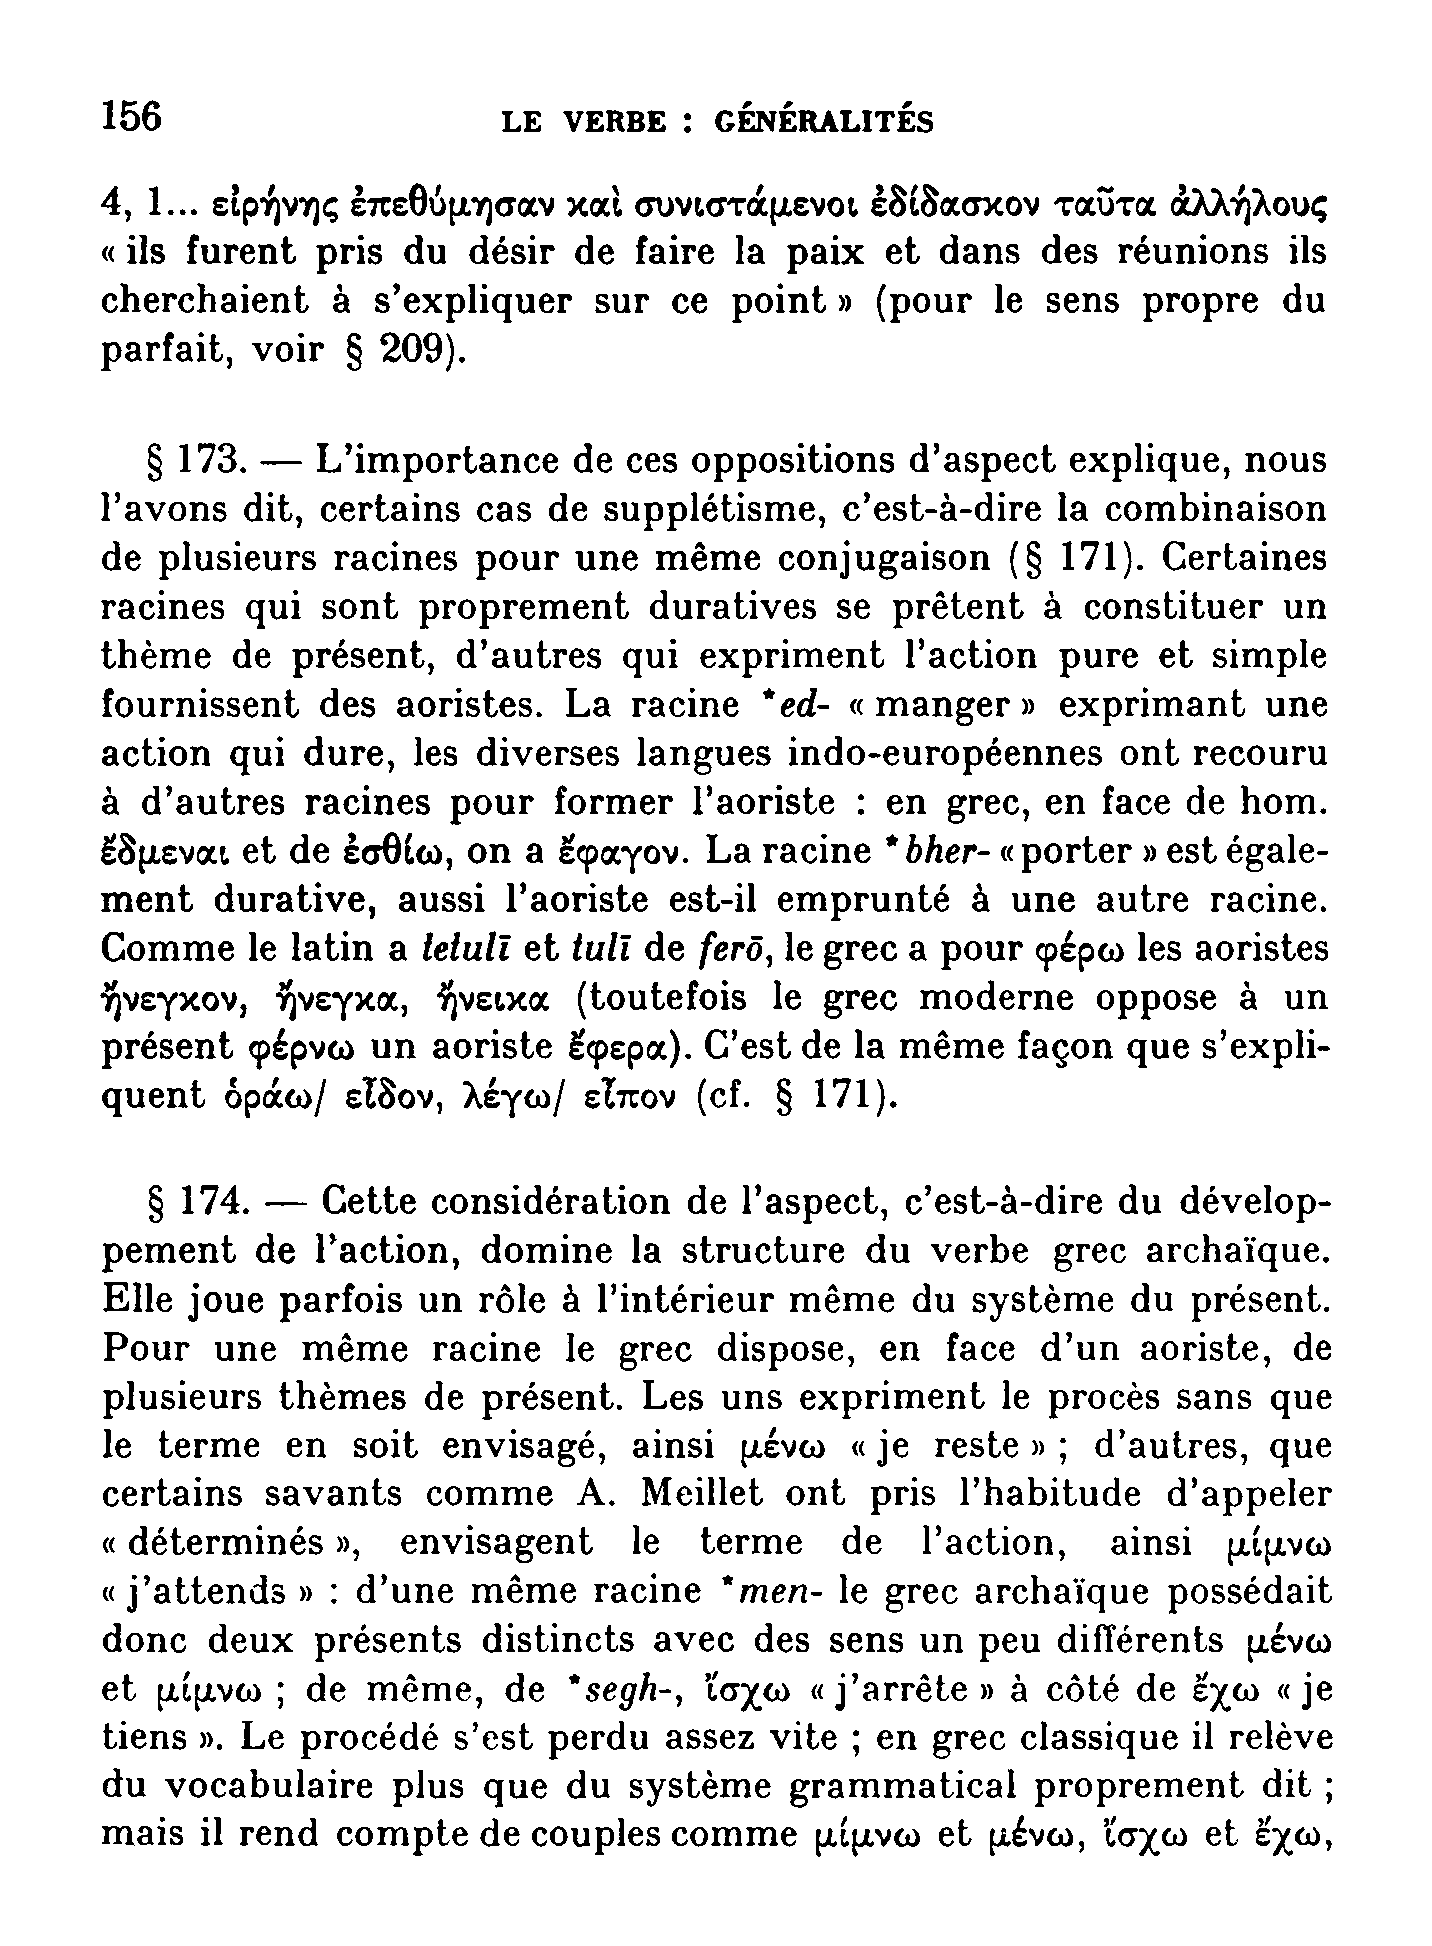 156 LE VERBE : GÉNÉRALITÉS
4, 1... εἰρήνης ἐπεθύμησαν καὶ συνιστάμενοι ἐδίδασκον ταῦτα ἀλλήλους
« ils furent pris du désir de faire la paix et dans des réunions ils
cherchaient à s’expliquer sur ce point » (pour le sens propre du
parfait, voir § 209).
§ 173. — L’importance de ces oppositions d’aspect explique, nous
l’avons dit, certains cas de supplétisme, c’est-à-dire la combinaison
de plusieurs racines pour une même conjugaison (§ 171). Certaines
racines qui sont proprement duratives se prêtent à constituer un
thème de présent, d’autres qui expriment l’action pure et simple
fournissent des aoristes. La racine *ed- « manger » exprimant une
action qui dure, les diverses langues indo-européennes ont recouru
à d’autres racines pour former l’aoriste : en grec, en face de hom.
ἔδμεναι et de ἐσθίω, on a ἔφαγον. La racine *bher- « porter » est égale-
ment durative, aussi l’aoriste est-il emprunté à une autre racine.
Comme le latin a tetulī et tulī de ferō, le grec a pour φέρω les aoristes
ἤνεγκον, ἤνεγκα, ἤνεικα (toutefois le grec moderne oppose à un
présent φέρνω un aoriste ἔφερα). C’est de la même façon que s’expli-
quent ὁράω/ εἶδον, λέγω/ εἶπον (cf. § 171).
§ 174. — Cette considération de l’aspect, c’est-à-dire du dévelop-
pement de l’action, domine la structure du verbe grec archaïque.
Elle joue parfois un rôle à l’intérieur même du système du présent.
Pour une même racine le grec dispose, en face d’un aoriste, de
plusieurs thèmes de présent. Les uns expriment le procès sans que
le terme en soit envisagé, ainsi μένω « je reste » ; d’autres, que
certains savants comme A. Meillet ont pris l’habitude d’appeler
« déterminés », envisagent le terme de l’action, ainsi μίμνω
« j’attends » : d’une même racine *men- le grec archaïque possédait
donc deux présents distincts avec des sens un peu différents μένω
et μίμνω ; de même, de *segh-, ἴσχω « j’arrête » à côté de ἔχω « je
tiens ». Le procédé s’est perdu assez vite ; en grec classique il relève
du vocabulaire plus que du système grammatical proprement dit ;
mais il rend compte de couples comme μίμνω et μένω, ἴσχω et ἔχω,